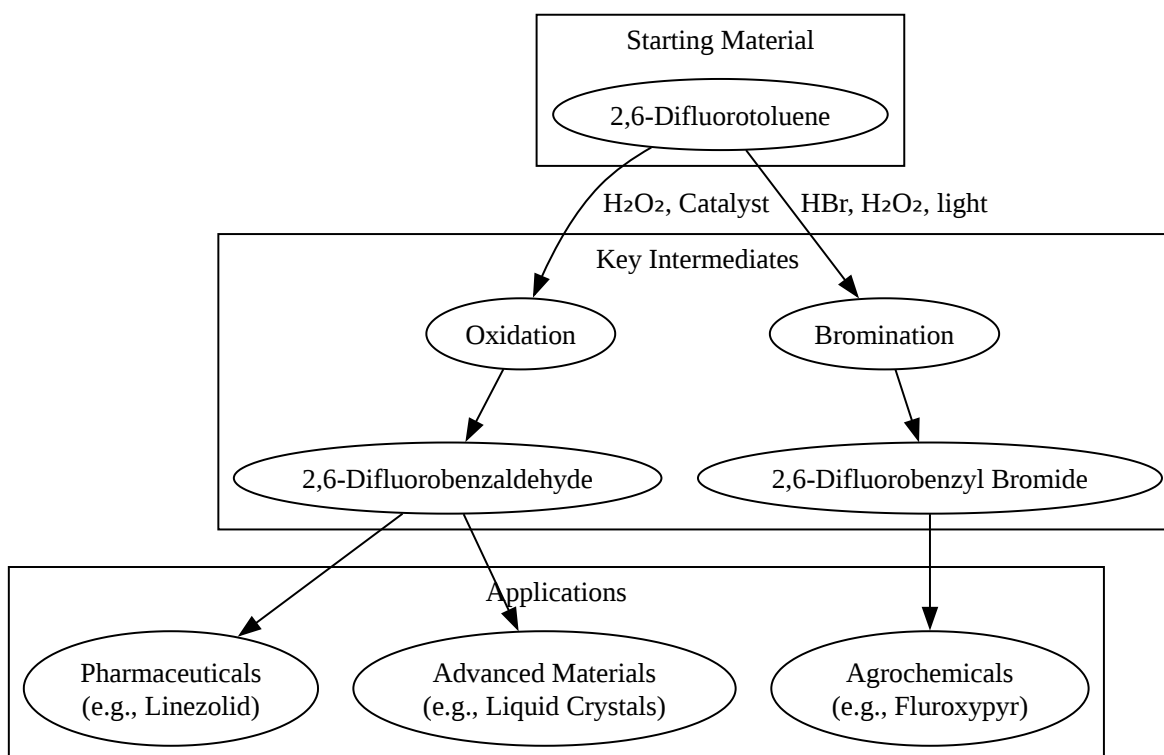 Starting Material
2,6-Difluorotoluene
H₂O₂, Catalyst
HBr, H₂O₂, light
Key Intermediates
Oxidation
Bromination
2,6-Difluorobenzaldehyde
2,6-Difluorobenzyl Bromide
Applications
Pharmaceuticals
(e.g., Linezolid)
Advanced Materials
(e.g., Liquid Crystals)
Agrochemicals
(e.g., Fluroxypyr)